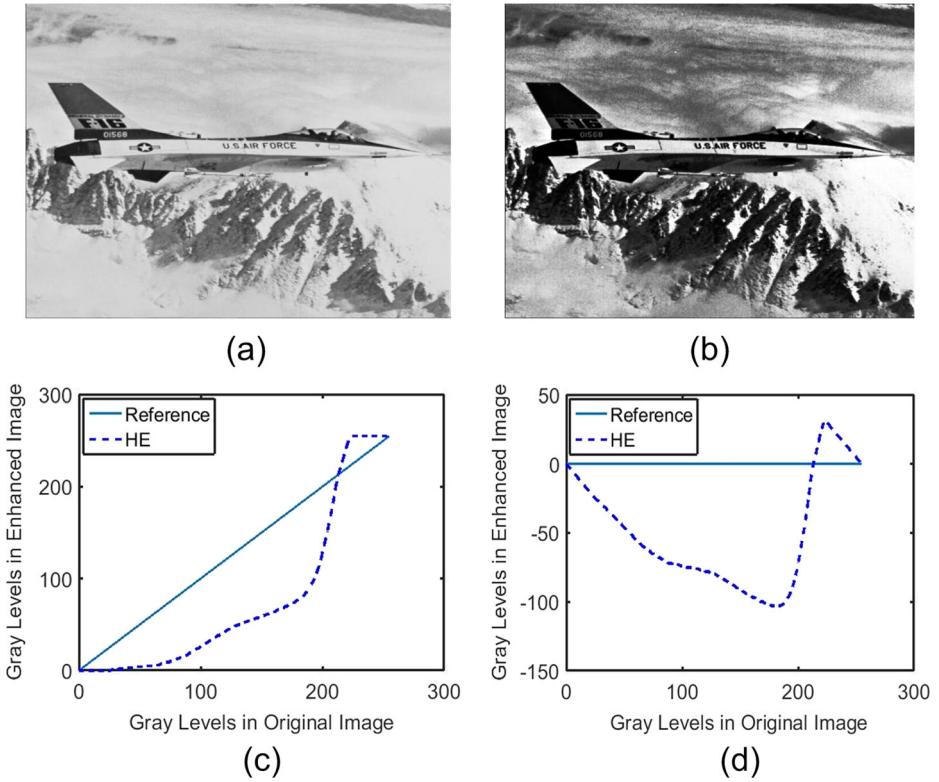 F-16
01568
U.S. AIR FORCE
F-16
01568
U.S. AIR FORCE
(a)
(b)
300
200
100
0
0
100
200
300
Reference
HE
Gray Levels in Enhanced Image
Gray Levels in Original Image
(c)
50
0
-50
-100
-150
0
100
200
300
Reference
HE
Gray Levels in Enhanced Image
Gray Levels in Original Image
(d)